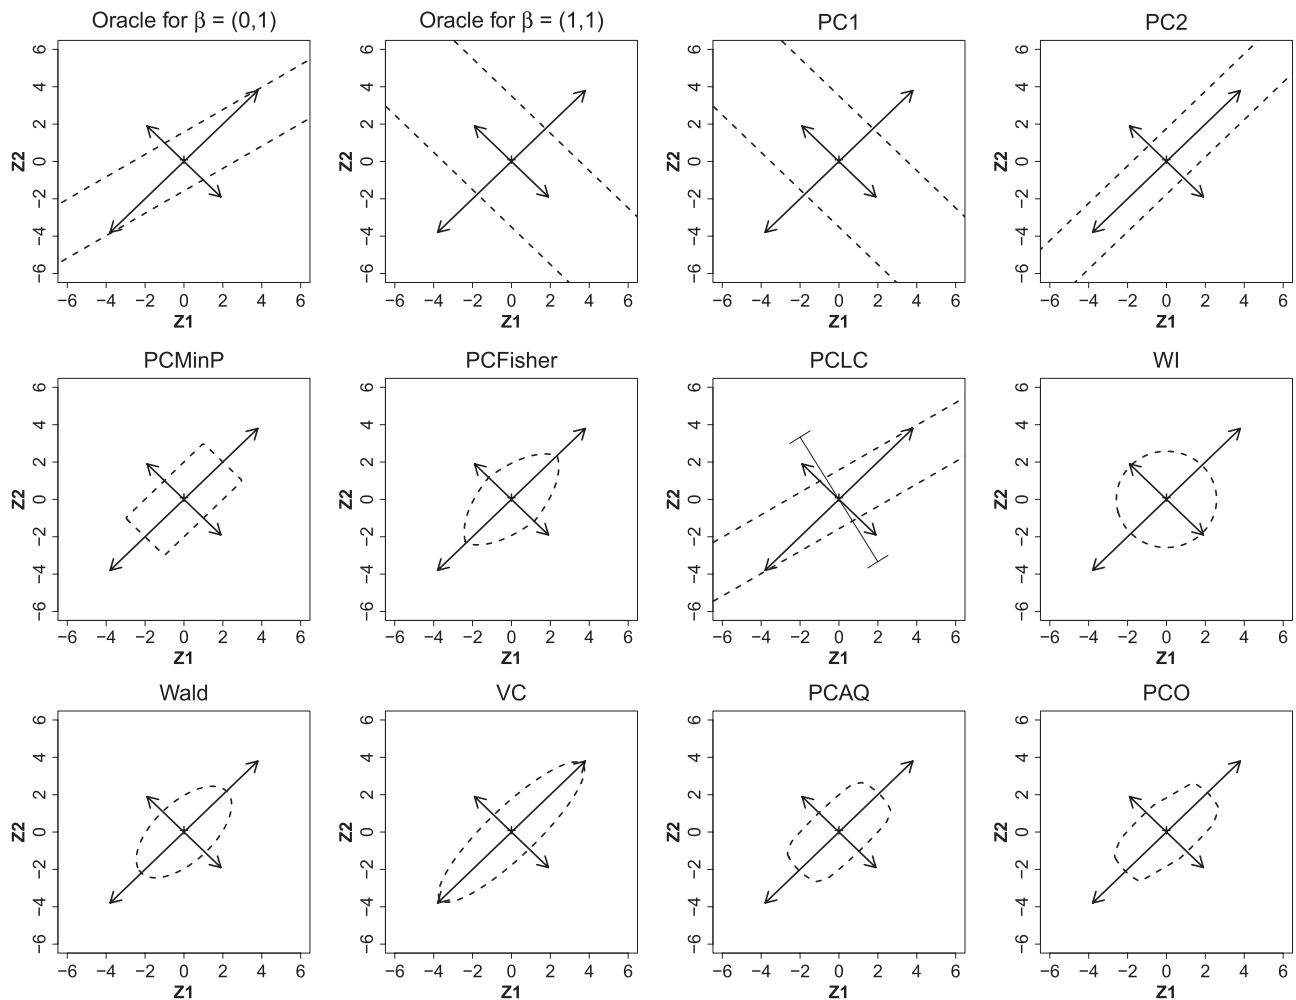 Oracle for β = (0,1)
6
4
2
0
−2
−4
−6
Z2
−6 −4 −2 0 2 4 6
Z1
Oracle for β = (1,1)
6
4
2
0
−2
−4
−6
Z2
−6 −4 −2 0 2 4 6
Z1
PC1
6
4
2
0
−2
−4
−6
Z2
−6 −4 −2 0 2 4 6
Z1
PC2
6
4
2
0
−2
−4
−6
Z2
−6 −4 −2 0 2 4 6
Z1
PCMinP
6
4
2
0
−2
−4
−6
Z2
−6 −4 −2 0 2 4 6
Z1
PCFisher
6
4
2
0
−2
−4
−6
Z2
−6 −4 −2 0 2 4 6
Z1
PCLC
6
4
2
0
−2
−4
−6
Z2
−6 −4 −2 0 2 4 6
Z1
WI
6
4
2
0
−2
−4
−6
Z2
−6 −4 −2 0 2 4 6
Z1
Wald
6
4
2
0
−2
−4
−6
Z2
−6 −4 −2 0 2 4 6
Z1
VC
6
4
2
0
−2
−4
−6
Z2
−6 −4 −2 0 2 4 6
Z1
PCAQ
6
4
2
0
−2
−4
−6
Z2
−6 −4 −2 0 2 4 6
Z1
PCO
6
4
2
0
−2
−4
−6
Z2
−6 −4 −2 0 2 4 6
Z1